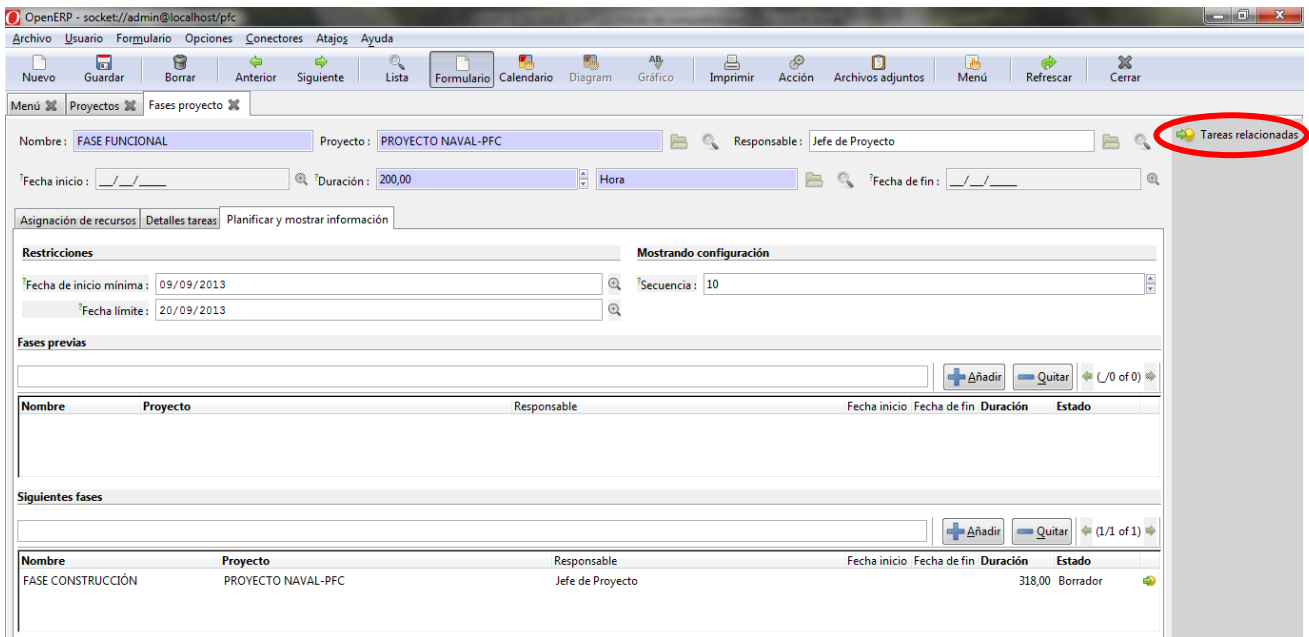 OpenERP - socket://admin@localhost/pfc
Archivo Usuario Formulario Opciones Conectores Atajos Ayuda
Nuevo Guardar Borrar Anterior Siguiente Lista Formulario Calendario Diagram Gráfico Imprimir Acción Archivos adjuntos Menú Refrescar Cerrar
Menú Proyectos Fases proyecto
Nombre : FASE FUNCIONAL Proyecto : PROYECTO NAVAL-PFC Responsable : Jefe de Proyecto Tareas relacionadas
?Fecha inicio : __/__/____ ?Duración : 200,00 Hora ?Fecha de fin : __/__/____
Asignación de recursos Detalles tareas Planificar y mostrar información
Restricciones Mostrando configuración
?Fecha de inicio mínima : 09/09/2013 ?Secuencia : 10
?Fecha límite : 20/09/2013
Fases previas
Añadir Quitar (_/0 of 0)
Nombre Proyecto Responsable Fecha inicio Fecha de fin Duración Estado
Siguientes fases
Añadir Quitar (1/1 of 1)
Nombre Proyecto Responsable Fecha inicio Fecha de fin Duración Estado
FASE CONSTRUCCIÓN PROYECTO NAVAL-PFC Jefe de Proyecto 318,00 Borrador